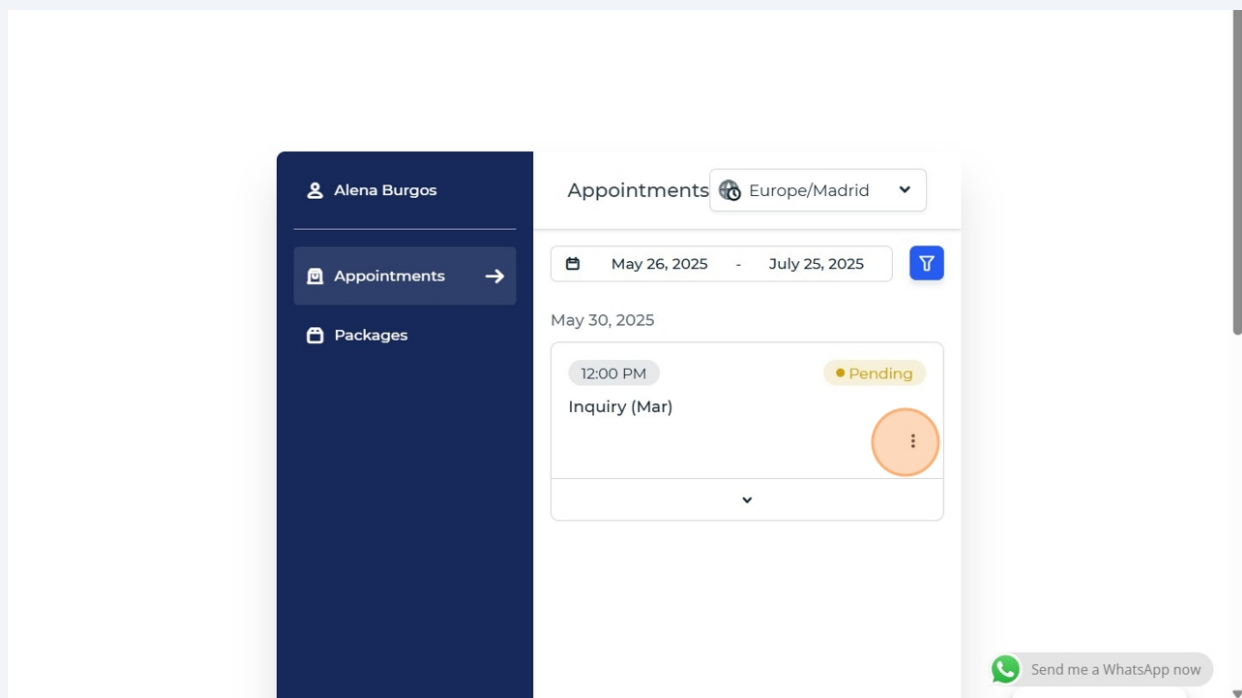 Alena Burgos
Appointments
Packages
Appointments
Europe/Madrid
May 26, 2025 - July 25, 2025
May 30, 2025
12:00 PM
Pending
Inquiry (Mar)
Send me a WhatsApp now